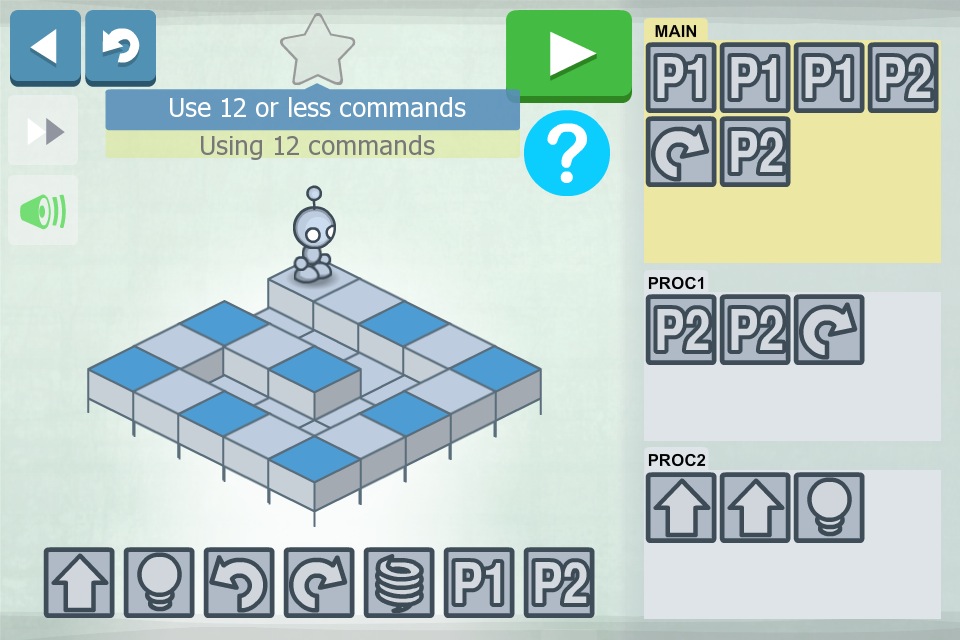 Use 12 or less commands
Using 12 commands
?
MAIN
P1 P1 P1 P2
P2
PROC1
P2 P2
PROC2
P1 P2